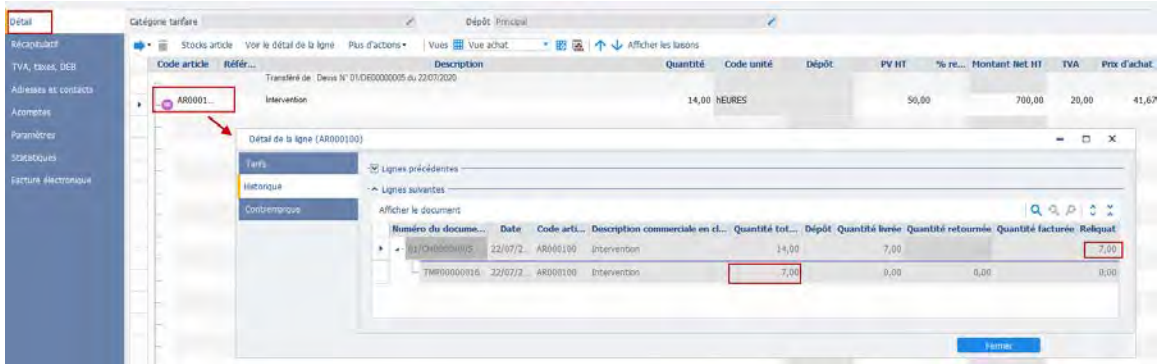 Détail
Catégorie tarifaire
Dépôt Principal
Récapitulatif
Stocks article Voir le détail de la ligne Plus d'actions Vues Vue achat Afficher les liaisons
TVA, taxes, DEB
Code article Référ... Description Quantité Code unité Dépôt PV HT % re... Montant Net HT TVA Prix d'achat
Transféré de : Devis N° 01/DE00000005 du 22/07/2020
Adresses et contacts
AR0001... Intervention 14,00 hEURES 50,00 700,00 20,00 41,67
Acomptes
Paramètres
Détail de la ligne (AR000100)
Statistiques
Tarifs
Lignes précédentes
Facture électronique
Historique
Lignes suivantes
Contremarque
Afficher le document
Numéro du docume... Date Code arti... Description commerciale en cl... Quantité tot... Dépôt Quantité livrée Quantité retournée Quantité facturée Reliquat
22/07/2... AR000100 Intervention 14,00 7,00 7,00
TMP00000016 22/07/2... AR000100 Intervention 7,00 0,00 0,00 0,00
Fermer